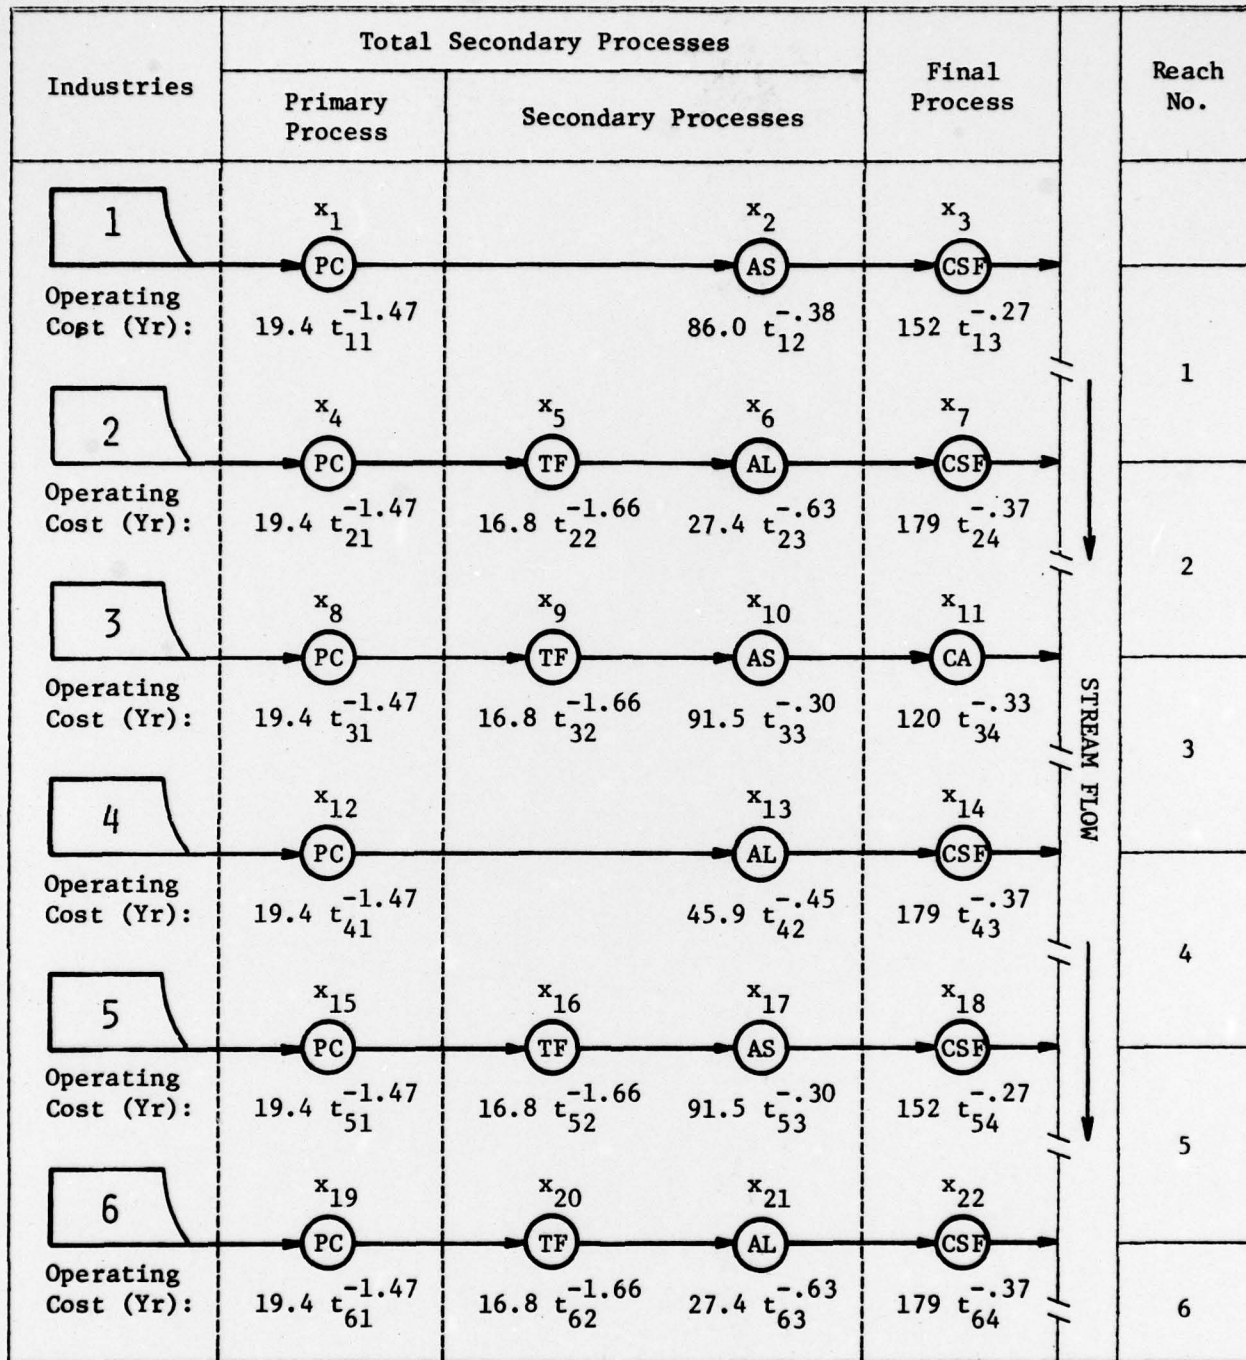 Total Secondary Processes
Industries
Final
Process
Reach
No.
Primary
Process
Secondary Processes
1
x1
x2
x3
PC
AS
CSF
Operating
Cost (Yr):
19.4 t11^-1.47
86.0 t12^-.38
152 t13^-.27
1
2
x4
x5
x6
x7
PC
TF
AL
CSF
Operating
Cost (Yr):
19.4 t21^-1.47
16.8 t22^-1.66
27.4 t23^-.63
179 t24^-.37
2
3
x8
x9
x10
x11
PC
TF
AS
CA
Operating
Cost (Yr):
19.4 t31^-1.47
16.8 t32^-1.66
91.5 t33^-.30
120 t34^-.33
STREAM FLOW
3
4
x12
x13
x14
PC
AL
CSF
Operating
Cost (Yr):
19.4 t41^-1.47
45.9 t42^-.45
179 t43^-.37
4
5
x15
x16
x17
x18
PC
TF
AS
CSF
Operating
Cost (Yr):
19.4 t51^-1.47
16.8 t52^-1.66
91.5 t53^-.30
152 t54^-.27
5
6
x19
x20
x21
x22
PC
TF
AL
CSF
Operating
Cost (Yr):
19.4 t61^-1.47
16.8 t62^-1.66
27.4 t63^-.63
179 t64^-.37
6